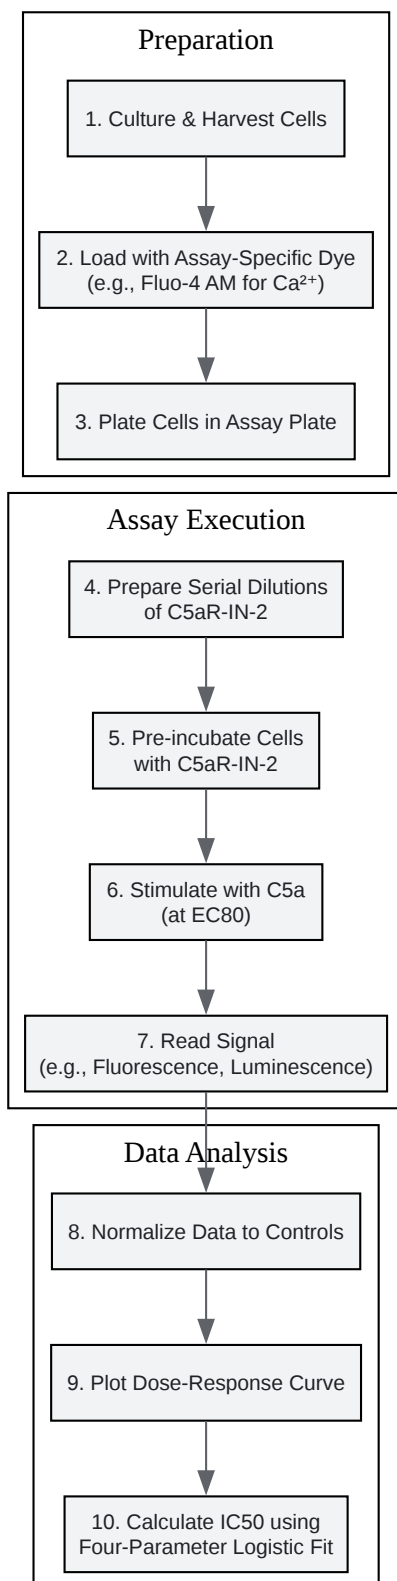 Preparation
1. Culture & Harvest Cells
2. Load with Assay-Specific Dye
(e.g., Fluo-4 AM for Ca²⁺)
3. Plate Cells in Assay Plate
Assay Execution
4. Prepare Serial Dilutions
of C5aR-IN-2
5. Pre-incubate Cells
with C5aR-IN-2
6. Stimulate with C5a
(at EC80)
7. Read Signal
(e.g., Fluorescence, Luminescence)
Data Analysis
8. Normalize Data to Controls
9. Plot Dose-Response Curve
10. Calculate IC50 using
Four-Parameter Logistic Fit